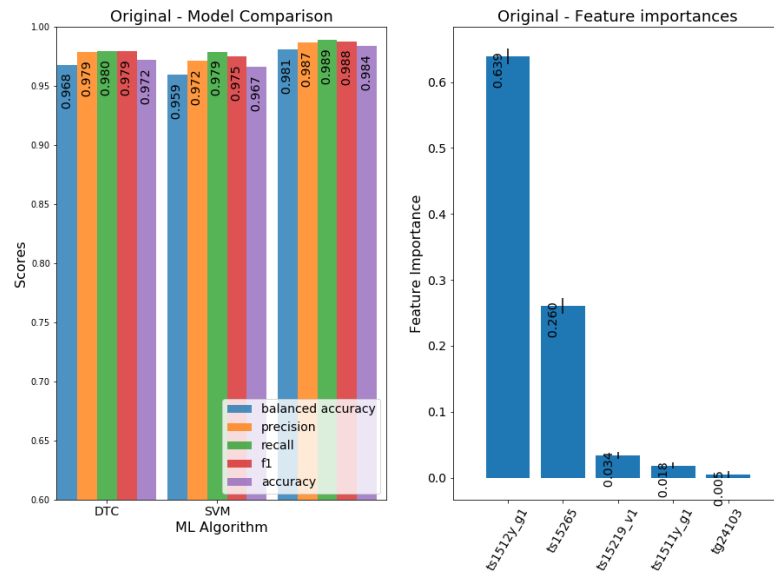 Original - Model Comparison
1.00
0.95
0.90
0.85
0.80
0.75
0.70
0.65
0.60
Scores
0.968
0.979
0.980
0.979
0.972
0.959
0.972
0.979
0.975
0.967
0.981
0.987
0.989
0.988
0.984
balanced accuracy
precision
recall
f1
accuracy
DTC
SVM
ML Algorithm
Original - Feature importances
0.6
0.5
0.4
0.3
0.2
0.1
0.0
Feature Importance
0.639
0.260
0.034
0.018
0.005
ts1512y_g1
ts15265
ts15219_v1
ts1511y_g1
tg24103